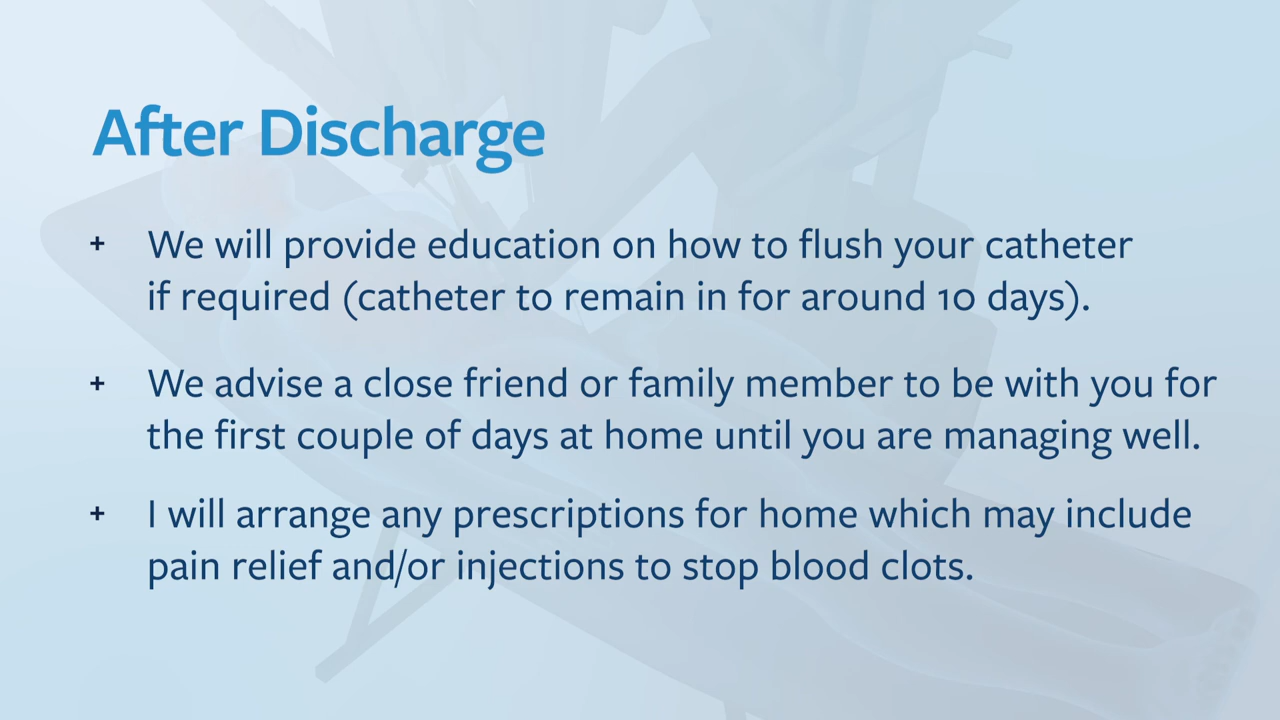 After Discharge
+ We will provide education on how to flush your catheter
if required (catheter to remain in for around 10 days).
+ We advise a close friend or family member to be with you for
the first couple of days at home until you are managing well.
+ I will arrange any prescriptions for home which may include
pain relief and/or injections to stop blood clots.